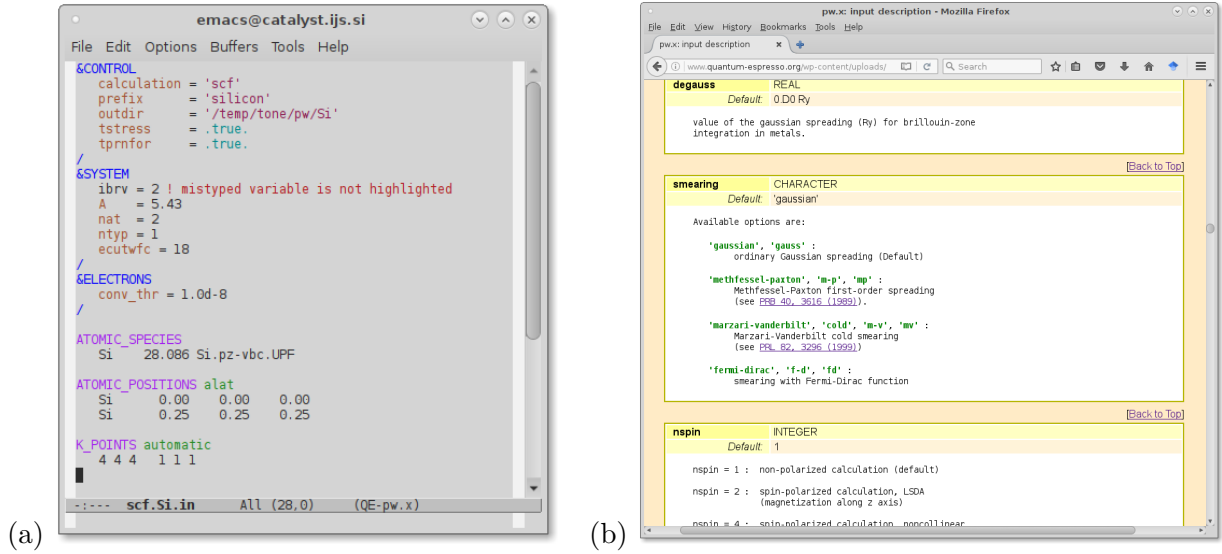 emacs@catalyst.ijs.si
File Edit Options Buffers Tools Help
&CONTROL
calculation = 'scf'
prefix = 'silicon'
outdir = '/temp/tone/pw/Si'
tstress = .true.
tprnfor = .true.
/
&SYSTEM
ibrv = 2 ! mistyped variable is not highlighted
A = 5.43
nat = 2
ntyp = 1
ecutwfc = 18
/
&ELECTRONS
conv_thr = 1.0d-8
/
ATOMIC_SPECIES
Si 28.086 Si.pz-vbc.UPF
ATOMIC_POSITIONS alat
Si 0.00 0.00 0.00
Si 0.25 0.25 0.25
K_POINTS automatic
4 4 4 1 1 1
-:--- scf.Si.in All (28,0) (QE-pw.x)
(a)
pw.x: input description - Mozilla Firefox
File Edit View History Bookmarks Tools Help
pw.x: input description
www.quantum-espresso.org/wp-content/uploads/ Search
degauss REAL
Default: 0.D0 Ry
value of the gaussian spreading (Ry) for brillouin-zone
integration in metals.
[Back to Top]
smearing CHARACTER
Default: 'gaussian'
Available options are:
'gaussian', 'gauss' :
ordinary Gaussian spreading (Default)
'methfessel-paxton', 'm-p', 'mp' :
Methfessel-Paxton first-order spreading
(see PRB 40, 3616 (1989)).
'marzari-vanderbilt', 'cold', 'm-v', 'mv' :
Marzari-Vanderbilt cold smearing
(see PRL 82, 3296 (1999))
'fermi-dirac', 'f-d', 'fd' :
smearing with Fermi-Dirac function
[Back to Top]
nspin INTEGER
Default: 1
nspin = 1 : non-polarized calculation (default)
nspin = 2 : spin-polarized calculation, LSDA
(magnetization along z axis)
nspin = 4 : spin-polarized calculation, noncollinear
(b)